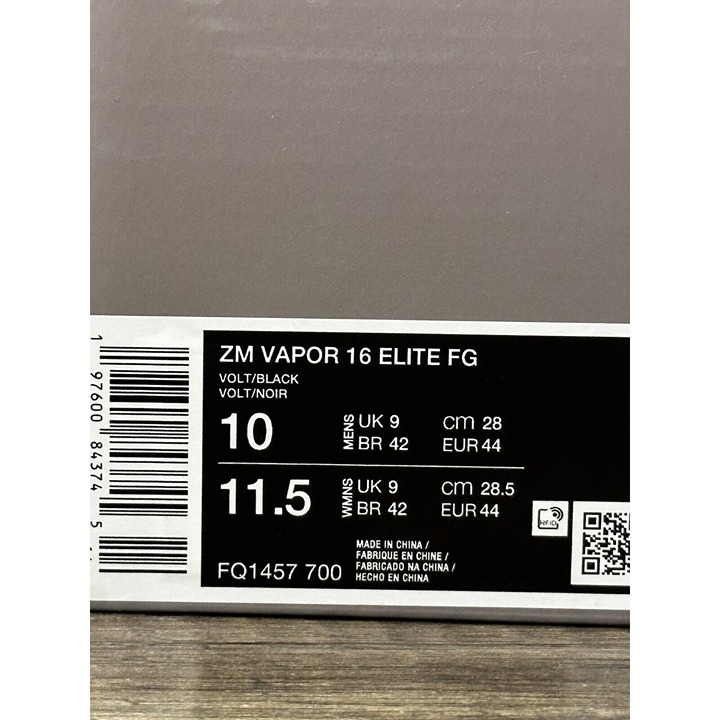 ZM VAPOR 16 ELITE FG
VOLT/BLACK
VOLT/NOIR
10 MENS UK 9 CM 28
BR 42 EUR 44
11.5 WMNS UK 9 CM 28.5
BR 42 EUR 44
RFID
FQ1457 700
MADE IN CHINA /
FABRIQUE EN CHINE /
FABRICADO NA CHINA /
HECHO EN CHINA
1 97600 84374 5